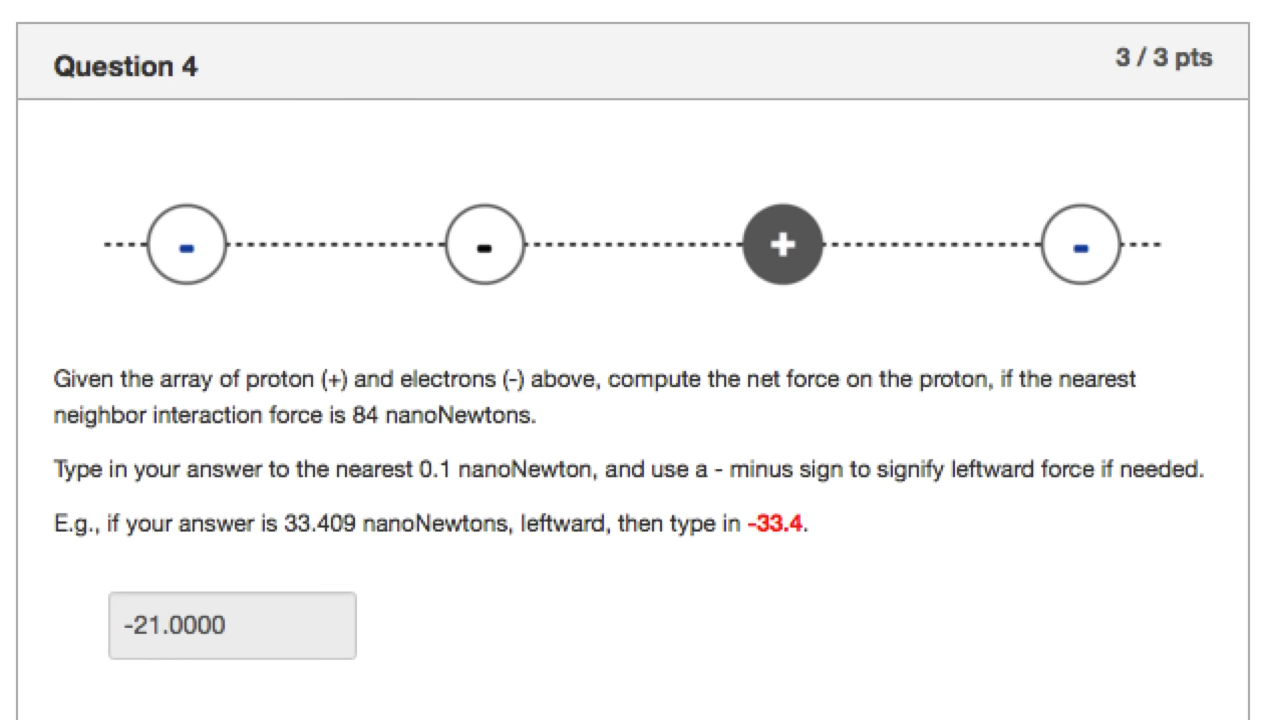 Question 4
3 / 3 pts
- - + -
Given the array of proton (+) and electrons (-) above, compute the net force on the proton, if the nearest
neighbor interaction force is 84 nanoNewtons.
Type in your answer to the nearest 0.1 nanoNewton, and use a - minus sign to signify leftward force if needed.
E.g., if your answer is 33.409 nanoNewtons, leftward, then type in -33.4.
-21.0000